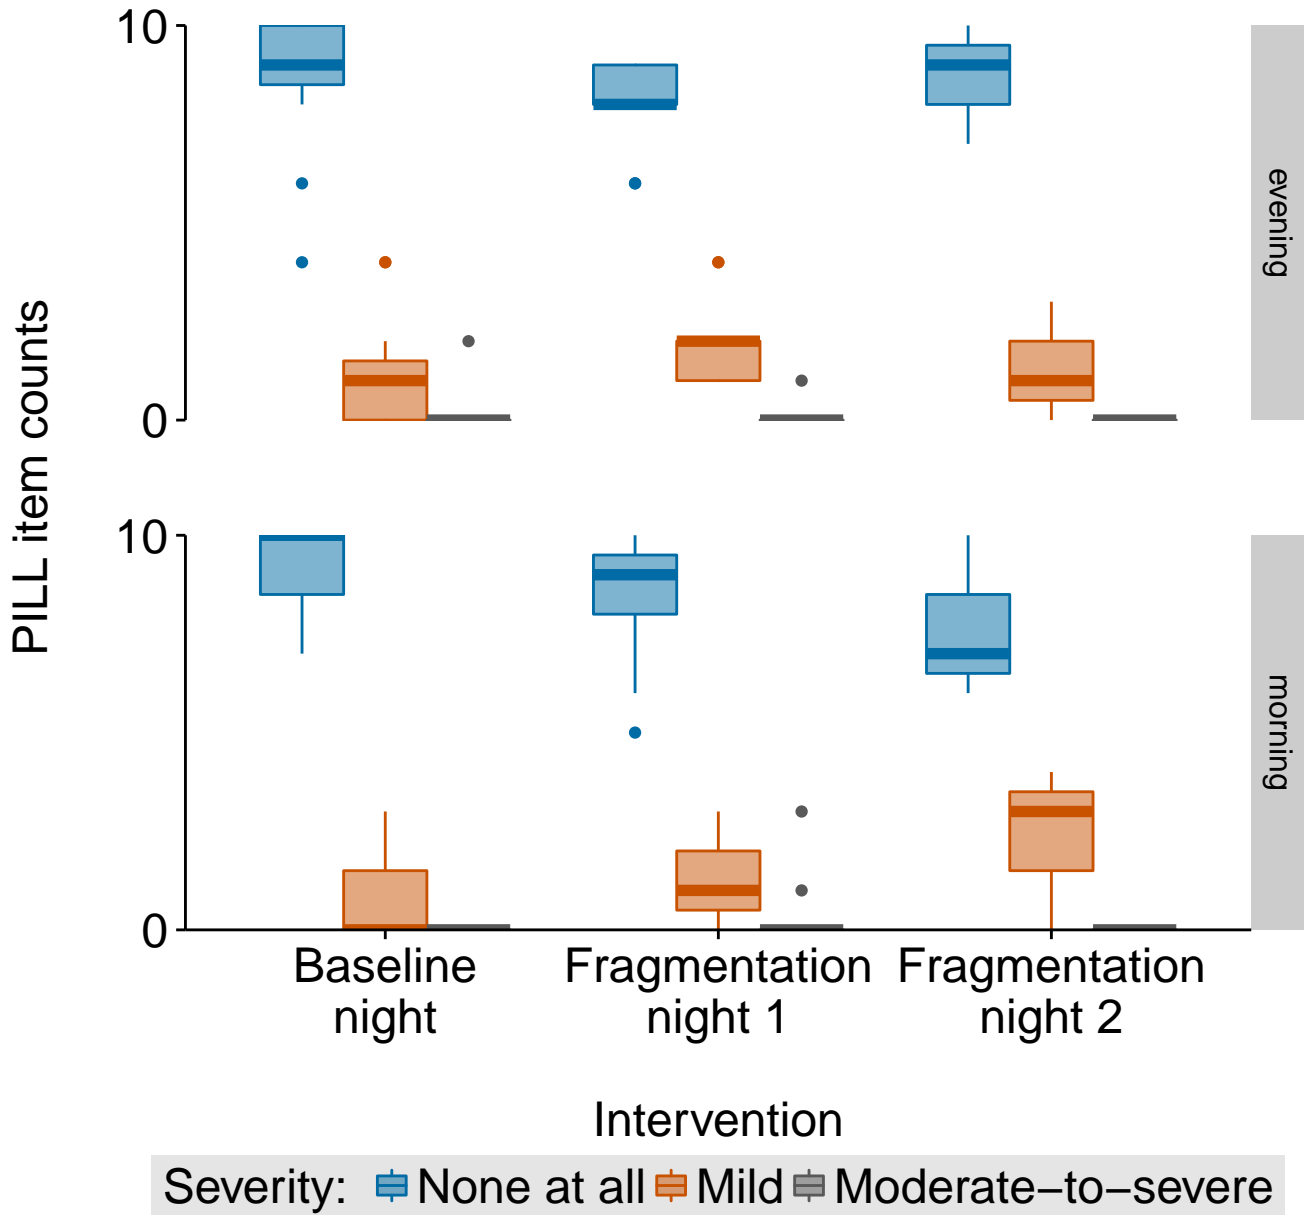 PILL item counts
10
0
evening
10
0
morning
Baseline night
Fragmentation night 1
Fragmentation night 2
Intervention
Severity: None at all Mild Moderate−to−severe